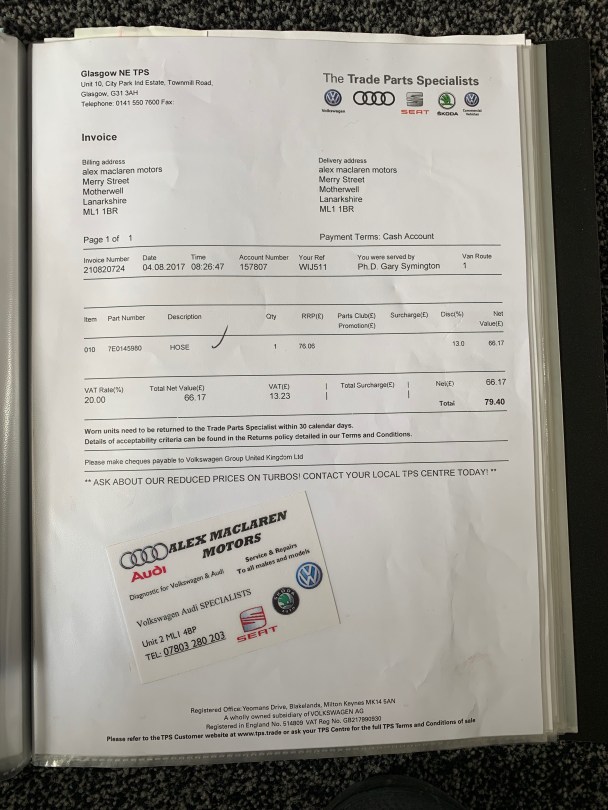 Glasgow NE TPS
Unit 10, City Park Ind Estate, Townmill Road,
Glasgow, G31 3AH
Telephone: 0141 550 7600 Fax:
The Trade Parts Specialists
Volkswagen
SEAT
ŠKODA
Commercial Vehicles
Invoice
Billing address
alex maclaren motors
Merry Street
Motherwell
Lanarkshire
ML1 1BR
Delivery address
alex maclaren motors
Merry Street
Motherwell
Lanarkshire
ML1 1BR
Page 1 of 1
Payment Terms: Cash Account
Invoice Number Date Time Account Number Your Ref You were served by Van Route
210820724 04.08.2017 08:26:47 157807 WIJ511 Ph.D. Gary Symington 1
Item Part Number Description Qty RRP(£) Parts Club(£) Surcharge(£) Disc(%) Net
Promotion(£) Value(£)
010 7E0145980 HOSE 1 76.06 13.0 66.17
VAT Rate(%) Total Net Value(£) VAT(£) | Total Surcharge(£) | Net(£) 66.17
20.00 66.17 13.23 | | Total 79.40
Worn units need to be returned to the Trade Parts Specialist within 30 calendar days.
Details of acceptability criteria can be found in the Returns policy detailed in our Terms and Conditions.
Please make cheques payable to Volkswagen Group United Kingdom Ltd
** ASK ABOUT OUR REDUCED PRICES ON TURBOS! CONTACT YOUR LOCAL TPS CENTRE TODAY! **
ALEX MACLAREN
MOTORS
Audi
Service & Repairs
To all makes and models
Diagnostic for Volkswagen & Audi
Volkswagen Audi SPECIALISTS
Unit 2 ML1 4BP
TEL: 07803 280 203
SEAT
Registered Office: Yeomans Drive, Blakelands, Milton Keynes MK14 5AN
A wholly owned subsidiary of VOLKSWAGEN AG
Registered in England No. 514809 VAT Reg No. GB217990930
Please refer to the TPS Customer website at www.tps.trade or ask your TPS Centre for the full TPS Terms and Conditions of sale